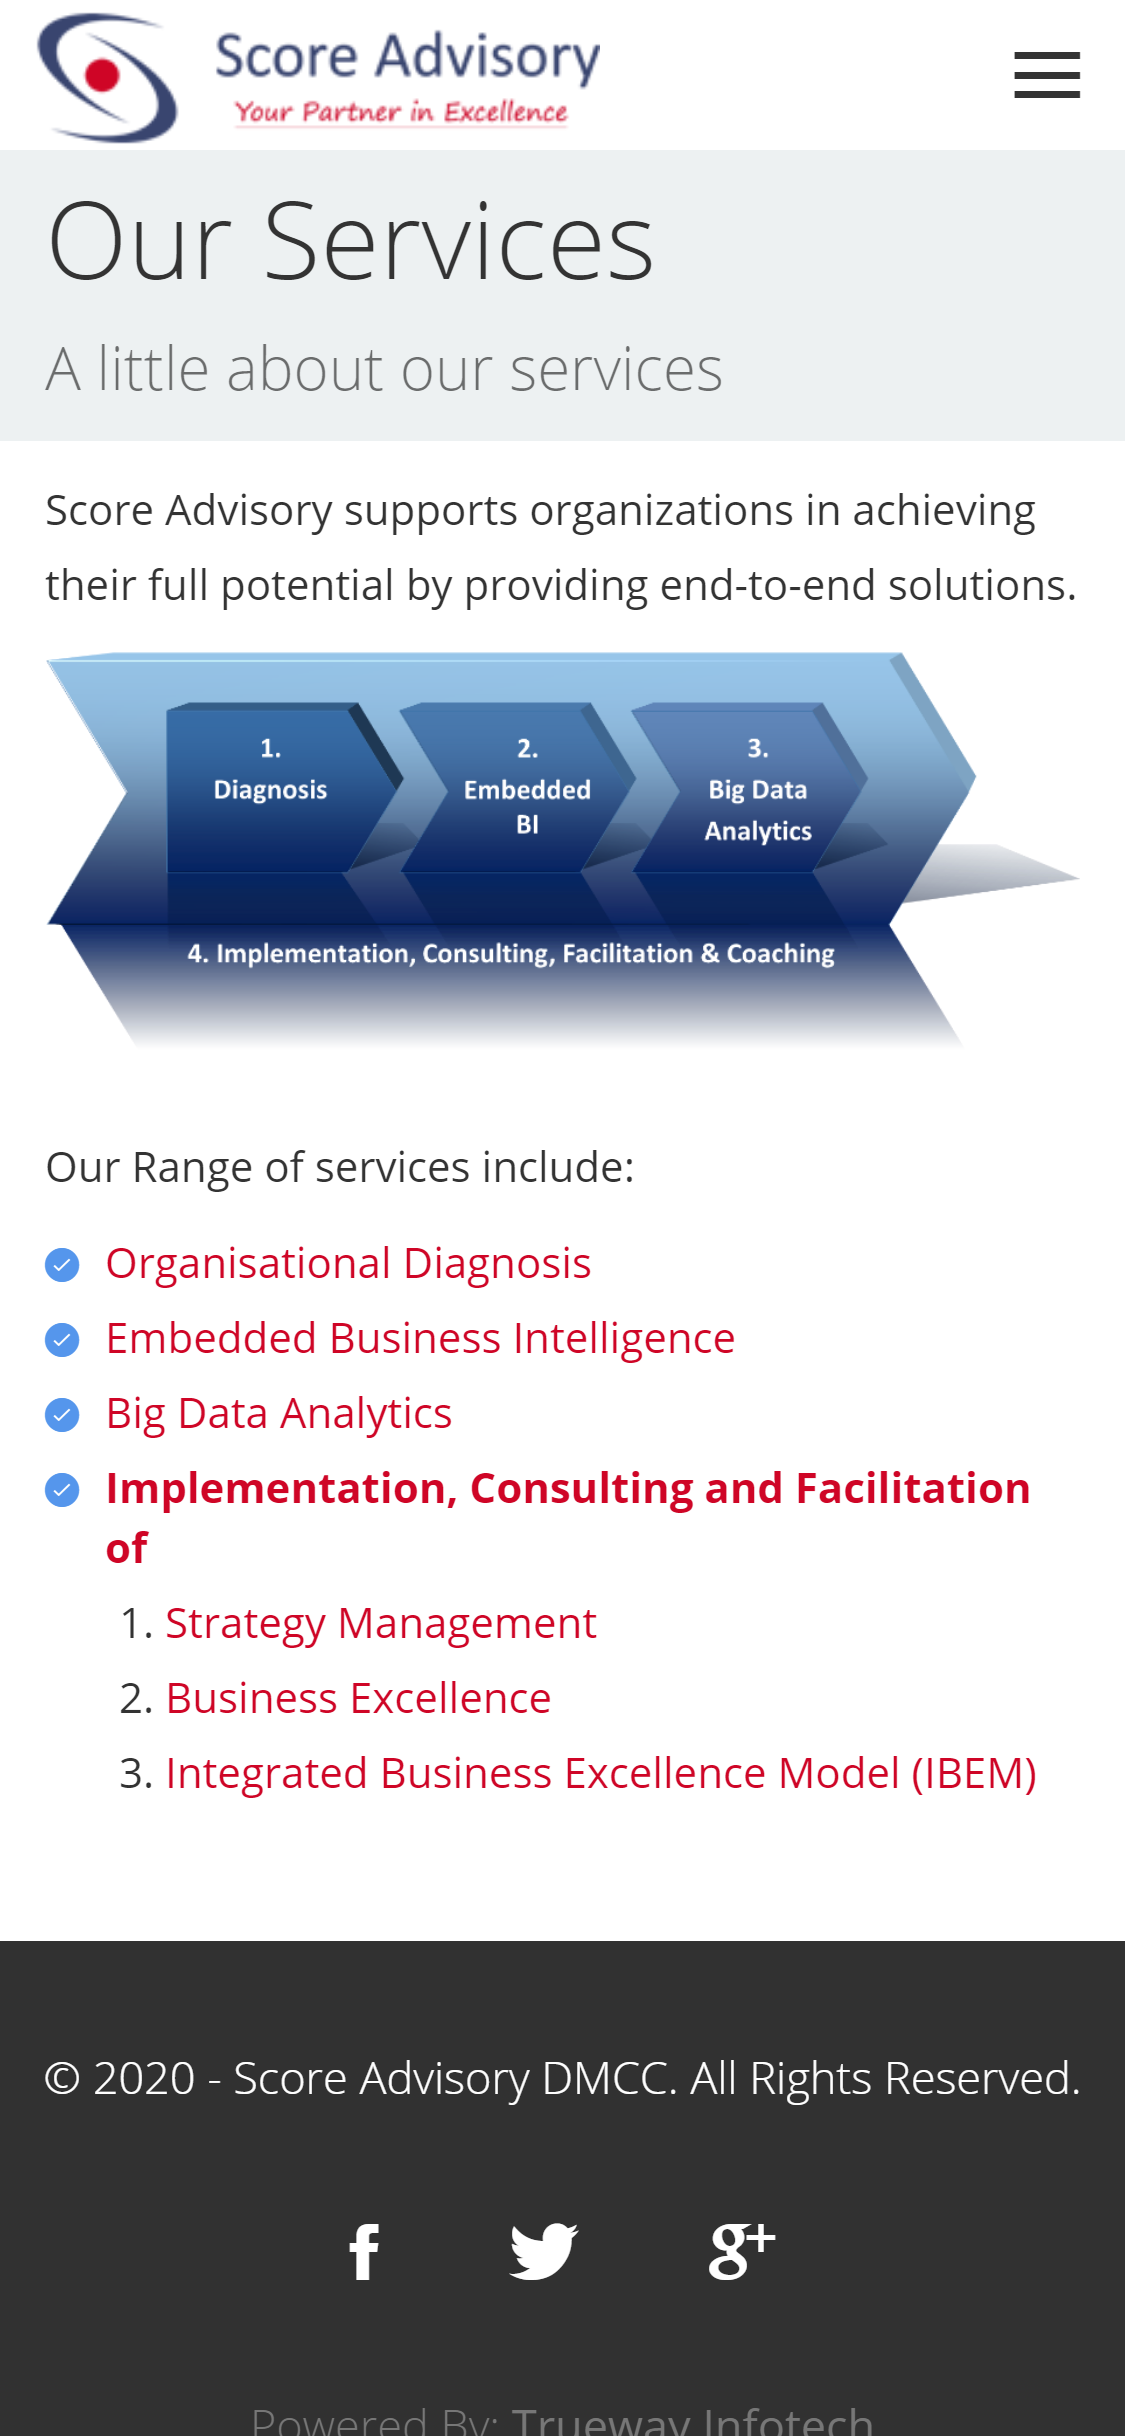 Score Advisory
Your Partner in Excellence
Our Services
A little about our services
Score Advisory supports organizations in achieving
their full potential by providing end-to-end solutions.
1.
Diagnosis
2.
Embedded
BI
3.
Big Data
Analytics
4. Implementation, Consulting, Facilitation & Coaching
Our Range of services include:
Organisational Diagnosis
Embedded Business Intelligence
Big Data Analytics
Implementation, Consulting and Facilitation
of
1. Strategy Management
2. Business Excellence
3. Integrated Business Excellence Model (IBEM)
© 2020 - Score Advisory DMCC. All Rights Reserved.
Powered By: Trueway Infotech